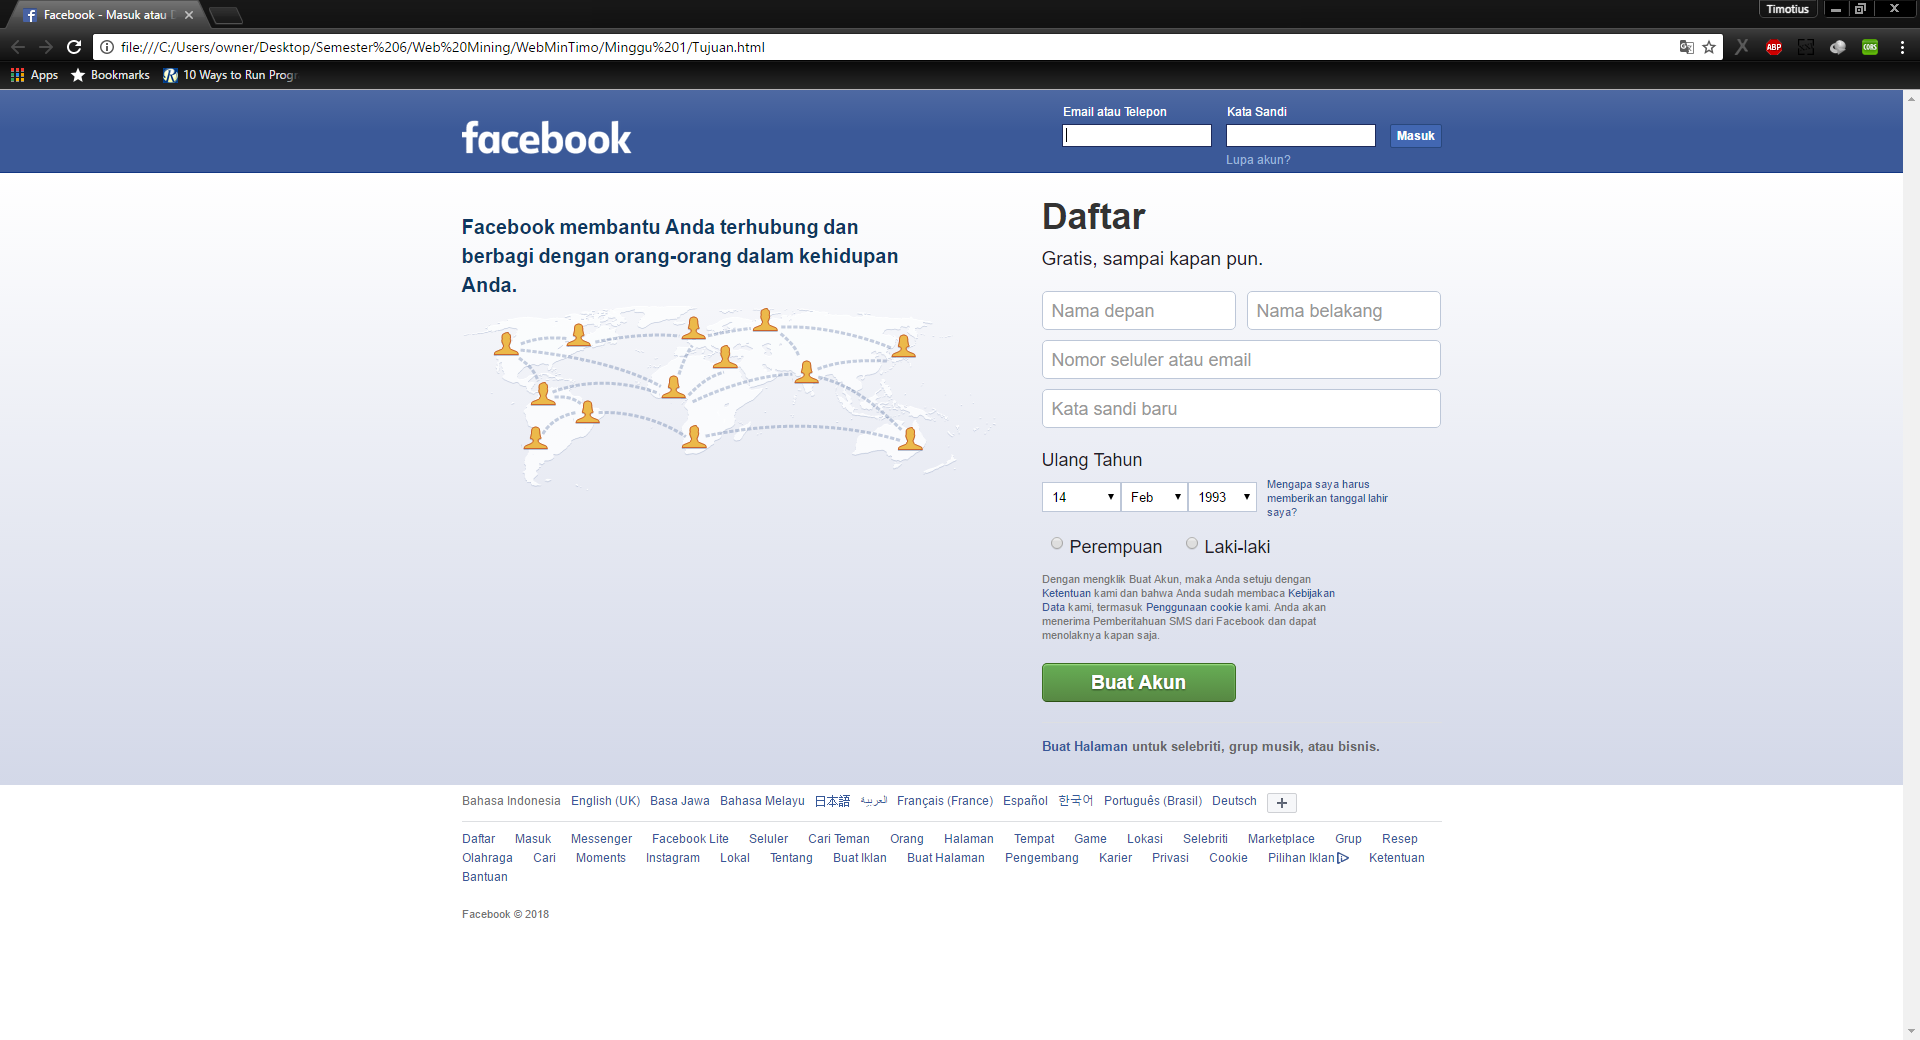 Facebook - Masuk atau
Timotius
file:///C:/Users/owner/Desktop/Semester%206/Web%20Mining/WebMinTimo/Minggu%201/Tujuan.html
ABP
CORS
Apps
Bookmarks
10 Ways to Run Progr
facebook
Email atau Telepon
Kata Sandi
Masuk
Lupa akun?
Facebook membantu Anda terhubung dan
berbagi dengan orang-orang dalam kehidupan
Anda.
Daftar
Gratis, sampai kapan pun.
Nama depan
Nama belakang
Nomor seluler atau email
Kata sandi baru
Ulang Tahun
14
Feb
1993
Mengapa saya harus
memberikan tanggal lahir
saya?
Perempuan
Laki-laki
Dengan mengklik Buat Akun, maka Anda setuju dengan
Ketentuan kami dan bahwa Anda sudah membaca Kebijakan
Data kami, termasuk Penggunaan cookie kami. Anda akan
menerima Pemberitahuan SMS dari Facebook dan dapat
menolaknya kapan saja.
Buat Akun
Buat Halaman untuk selebriti, grup musik, atau bisnis.
Bahasa Indonesia English (UK) Basa Jawa Bahasa Melayu 日本語 العربية Français (France) Español 한국어 Português (Brasil) Deutsch
Daftar Masuk Messenger Facebook Lite Seluler Cari Teman Orang Halaman Tempat Game Lokasi Selebriti Marketplace Grup Resep
Olahraga Cari Moments Instagram Lokal Tentang Buat Iklan Buat Halaman Pengembang Karier Privasi Cookie Pilihan Iklan Ketentuan
Bantuan
Facebook © 2018